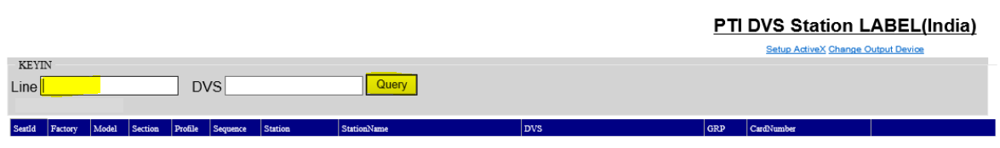 PTI DVS Station LABEL(India)
Setup ActiveX Change Output Device
KEYIN
Line DVS Query
SeatId Factory Model Section Profile Sequence Station StationName DVS GRP CardNumber